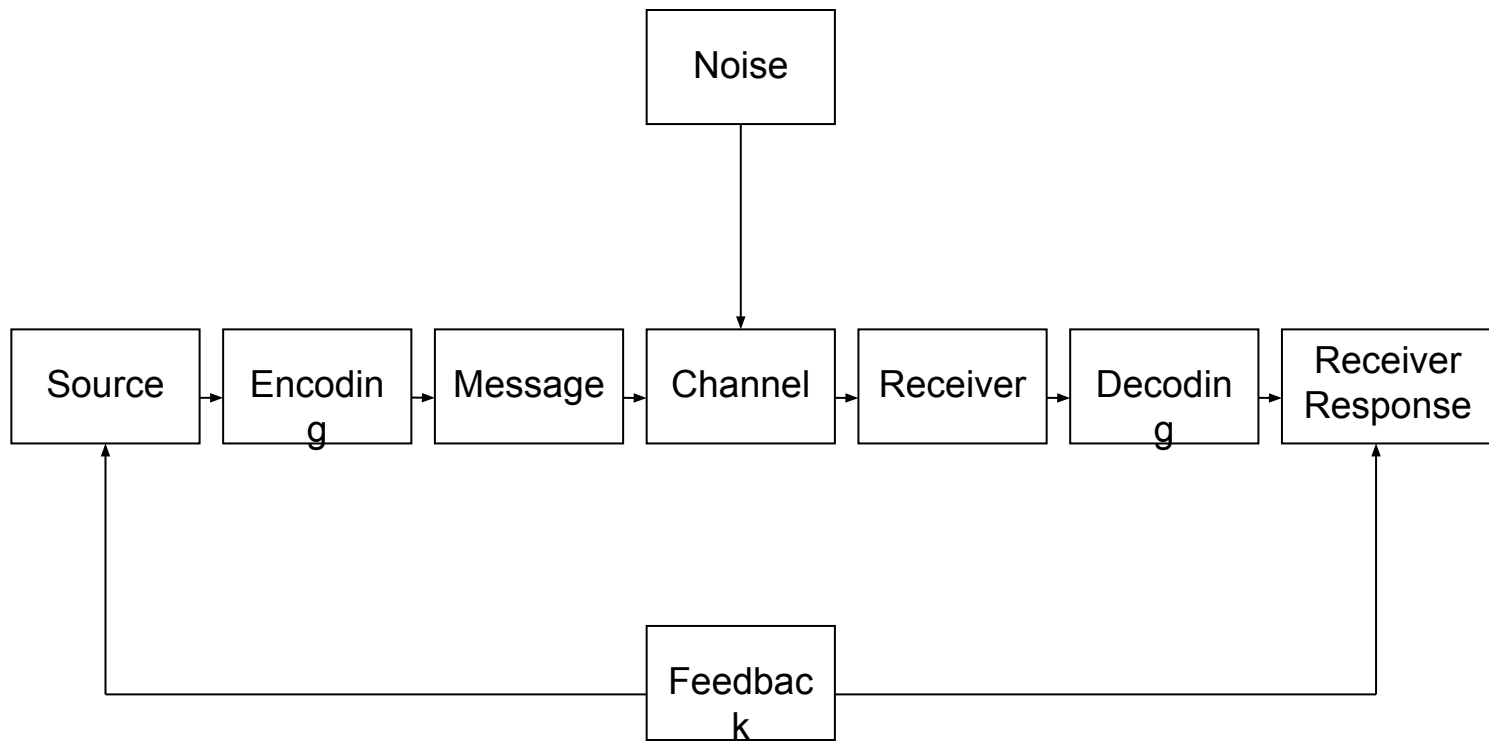 Noise
Source
Encodin
g
Message
Channel
Receiver
Decodin
g
Receiver
Response
Feedbac
k